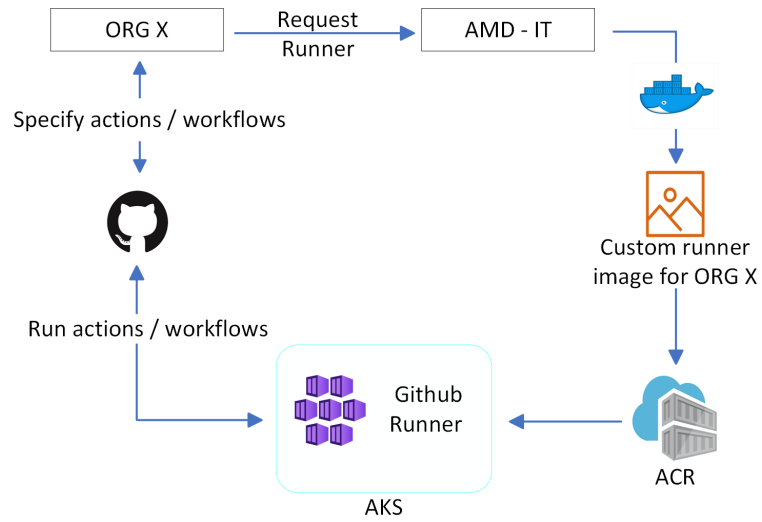 ORG X
Request
Runner
AMD - IT
Specify actions / workflows
Custom runner
image for ORG X
Run actions / workflows
Github
Runner
ACR
AKS